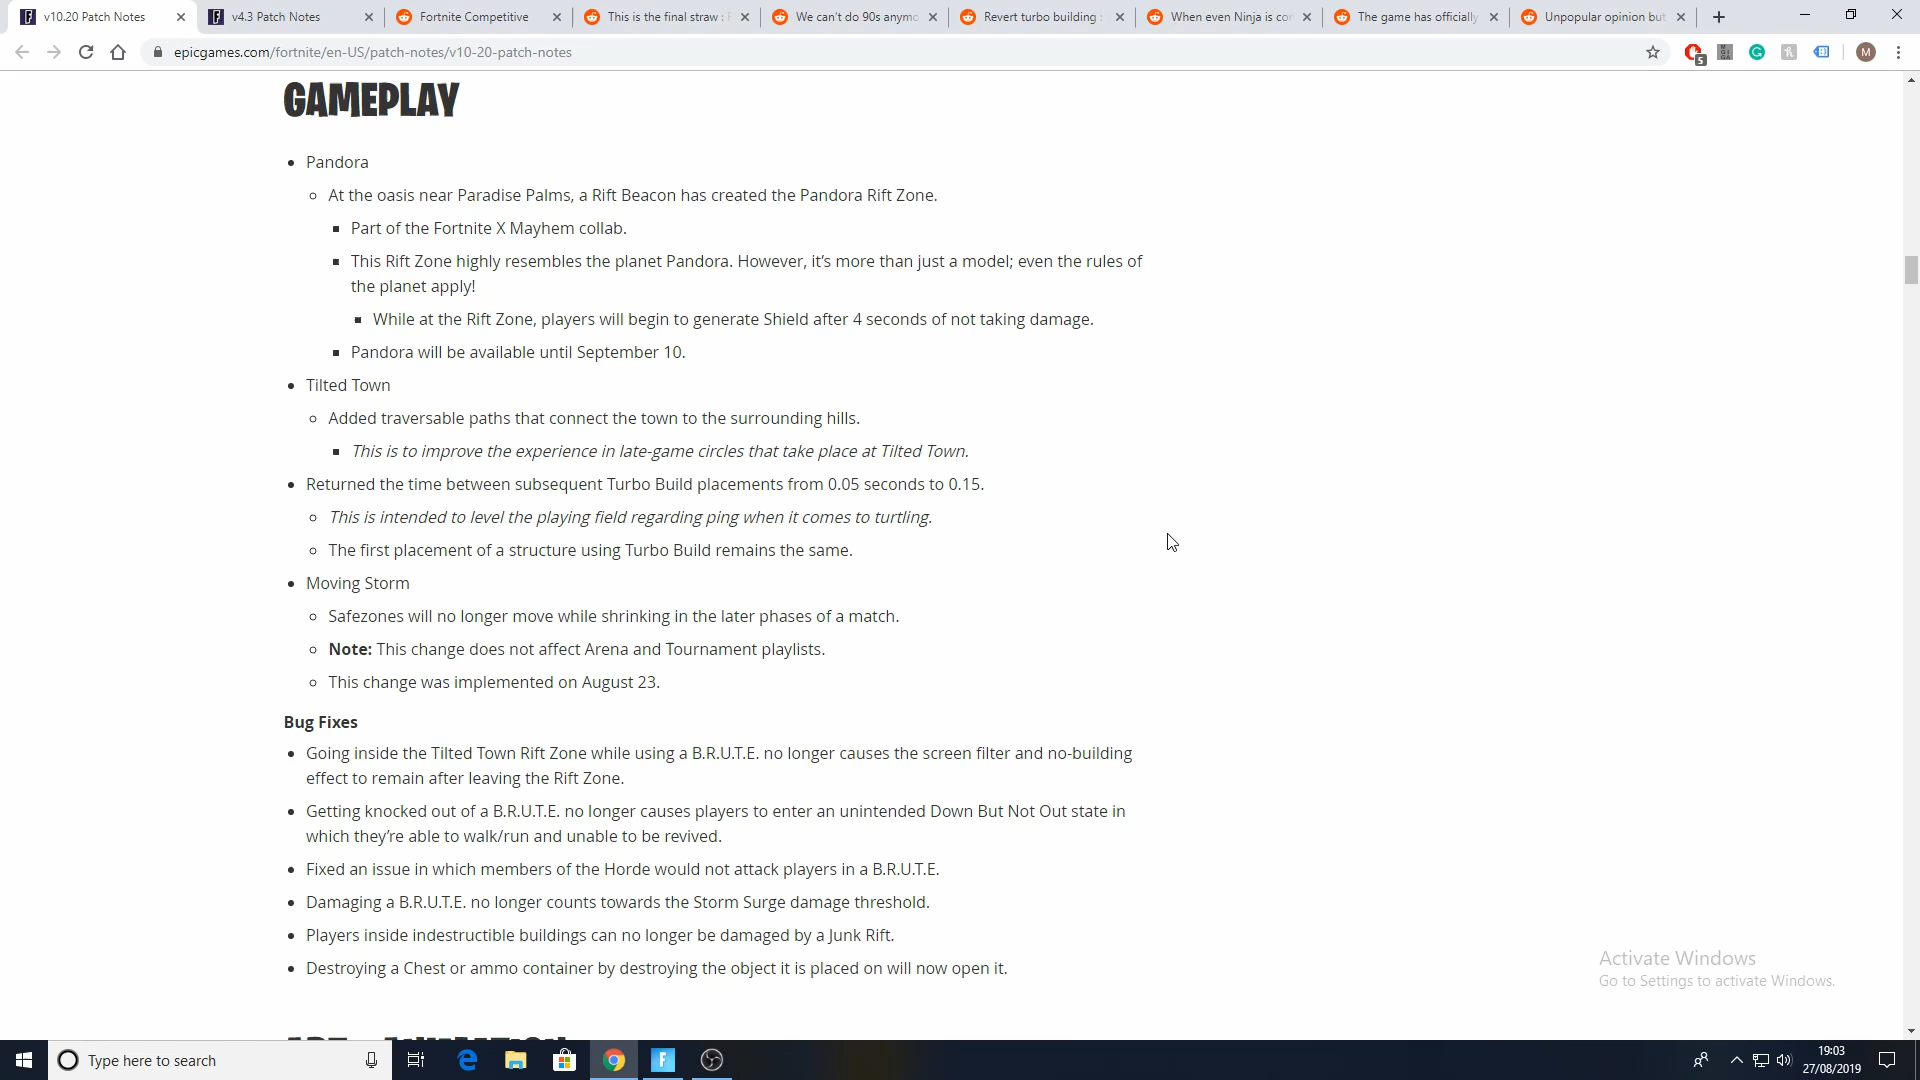 v10.20 Patch Notes
v4.3 Patch Notes
Fortnite Competitive
This is the final straw : F
We can't do 90s anymo
Revert turbo building :
When even Ninja is con
The game has officially
Unpopular opinion but
epicgames.com/fortnite/en-US/patch-notes/v10-20-patch-notes
5
M
GAMEPLAY
• Pandora
○ At the oasis near Paradise Palms, a Rift Beacon has created the Pandora Rift Zone.
▪ Part of the Fortnite X Mayhem collab.
▪ This Rift Zone highly resembles the planet Pandora. However, it's more than just a model; even the rules of
the planet apply!
▪ While at the Rift Zone, players will begin to generate Shield after 4 seconds of not taking damage.
▪ Pandora will be available until September 10.
• Tilted Town
○ Added traversable paths that connect the town to the surrounding hills.
▪ This is to improve the experience in late-game circles that take place at Tilted Town.
• Returned the time between subsequent Turbo Build placements from 0.05 seconds to 0.15.
○ This is intended to level the playing field regarding ping when it comes to turtling.
○ The first placement of a structure using Turbo Build remains the same.
• Moving Storm
○ Safezones will no longer move while shrinking in the later phases of a match.
○ Note: This change does not affect Arena and Tournament playlists.
○ This change was implemented on August 23.
Bug Fixes
• Going inside the Tilted Town Rift Zone while using a B.R.U.T.E. no longer causes the screen filter and no-building
effect to remain after leaving the Rift Zone.
• Getting knocked out of a B.R.U.T.E. no longer causes players to enter an unintended Down But Not Out state in
which they're able to walk/run and unable to be revived.
• Fixed an issue in which members of the Horde would not attack players in a B.R.U.T.E.
• Damaging a B.R.U.T.E. no longer counts towards the Storm Surge damage threshold.
• Players inside indestructible buildings can no longer be damaged by a Junk Rift.
• Destroying a Chest or ammo container by destroying the object it is placed on will now open it.
Activate Windows
Go to Settings to activate Windows.
Type here to search
19:03
27/08/2019